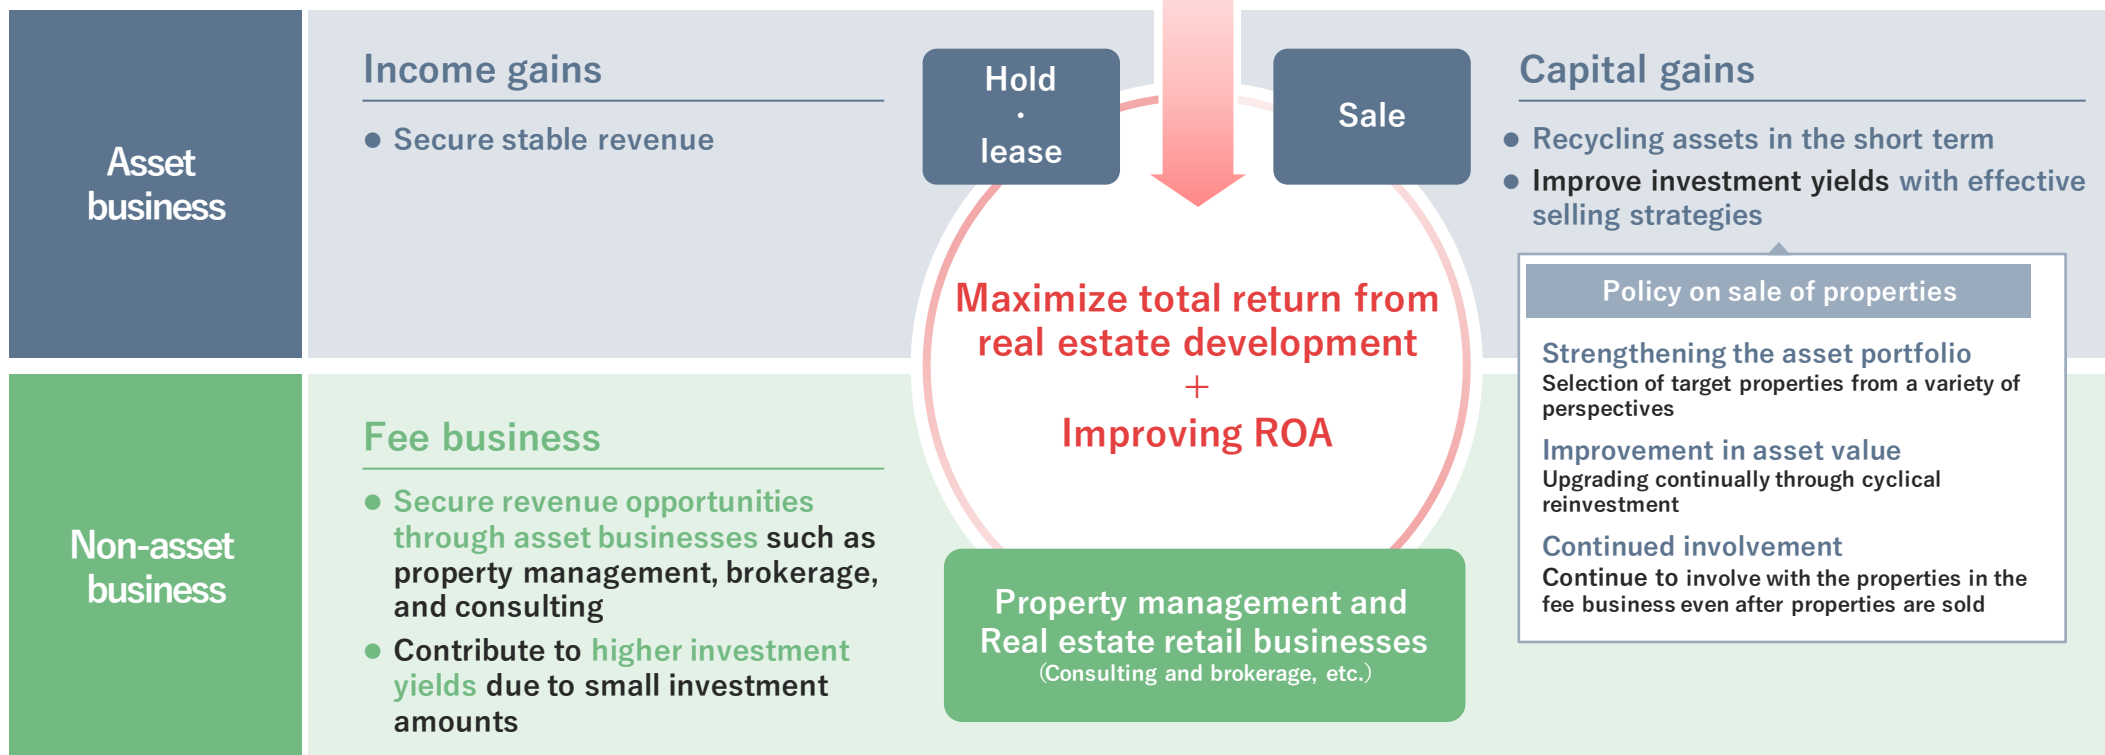 Asset
business
Income gains
● Secure stable revenue
Hold
・
lease
Sale
Capital gains
● Recycling assets in the short term
● Improve investment yields with effective
selling strategies
Policy on sale of properties
Strengthening the asset portfolio
Selection of target properties from a variety of
perspectives
Improvement in asset value
Upgrading continually through cyclical
reinvestment
Continued involvement
Continue to involve with the properties in the
fee business even after properties are sold
Maximize total return from
real estate development
+
Improving ROA
Non-asset
business
Fee business
● Secure revenue opportunities
through asset businesses such as
property management, brokerage,
and consulting
● Contribute to higher investment
yields due to small investment
amounts
Property management and
Real estate retail businesses
(Consulting and brokerage, etc.)